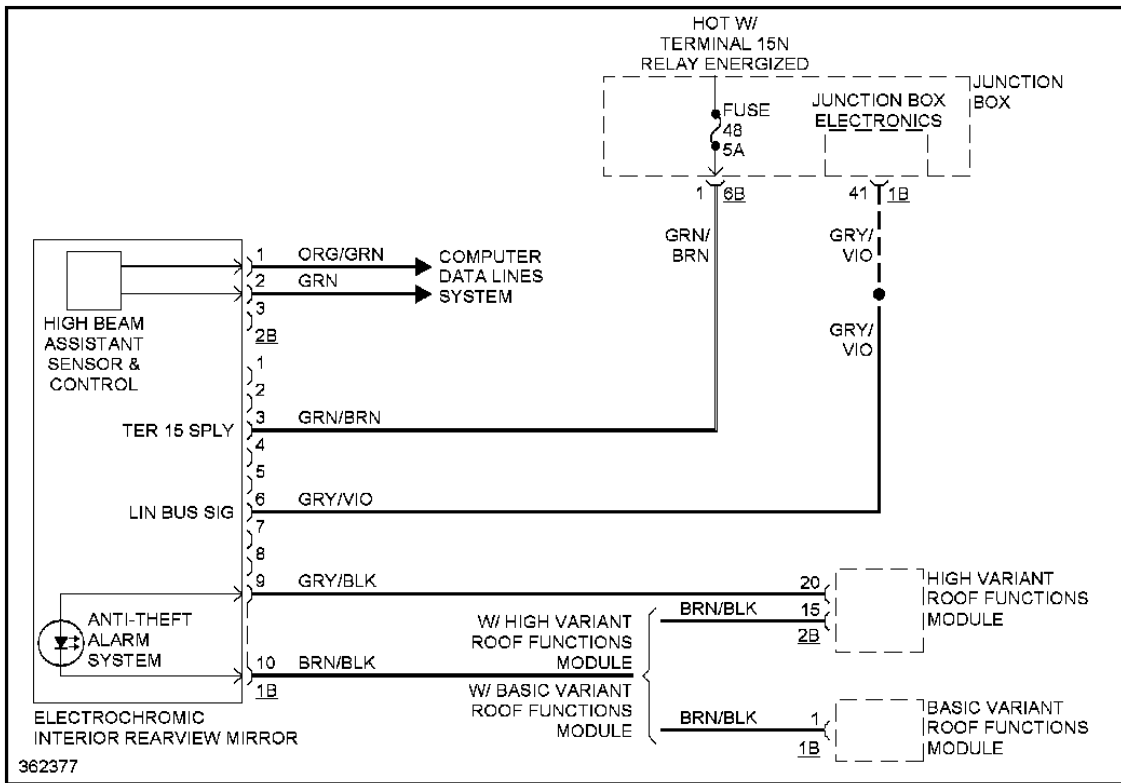 HOT W/
TERMINAL 15N
RELAY ENERGIZED
JUNCTION
BOX
FUSE
48
5A
JUNCTION BOX
ELECTRONICS
1 6B
41 1B
GRN/
BRN
GRY/
VIO
GRY/
VIO
1 ORG/GRN
2 GRN
3
2B
COMPUTER
DATA LINES
SYSTEM
HIGH BEAM
ASSISTANT
SENSOR &
CONTROL
1
2
3 GRN/BRN
TER 15 SPLY
4
5
6 GRY/VIO
LIN BUS SIG
7
8
9 GRY/BLK
20
BRN/BLK 15
2B
HIGH VARIANT
ROOF FUNCTIONS
MODULE
ANTI-THEFT
ALARM
SYSTEM
W/ HIGH VARIANT
ROOF FUNCTIONS
MODULE
10 BRN/BLK
1B
W/ BASIC VARIANT
ROOF FUNCTIONS
MODULE
BRN/BLK 1
1B
BASIC VARIANT
ROOF FUNCTIONS
MODULE
ELECTROCHROMIC
INTERIOR REARVIEW MIRROR
362377